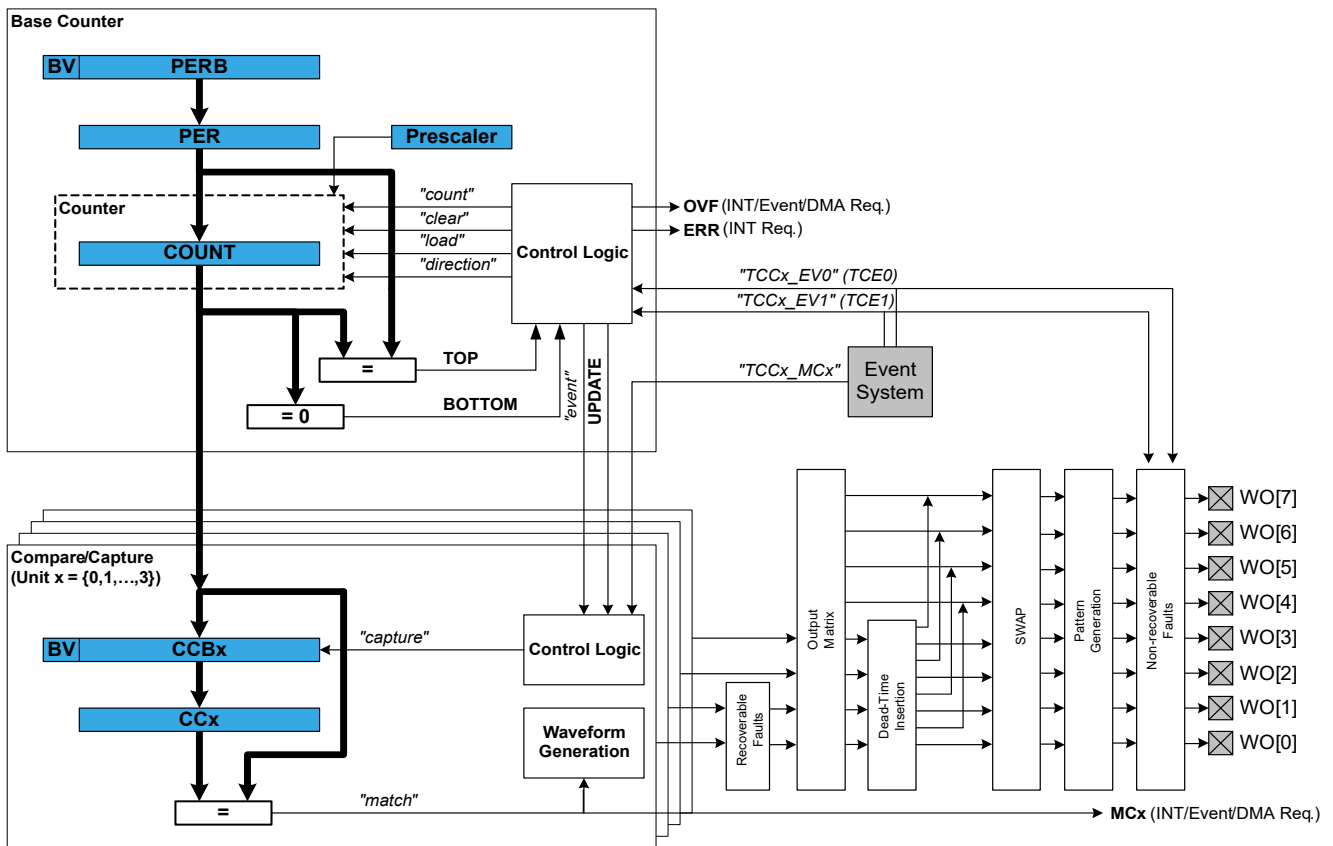 Base Counter
BV PERB
PER
Prescaler
Counter
COUNT
"count"
"clear"
"load"
"direction"
Control Logic
OVF (INT/Event/DMA Req.)
ERR (INT Req.)
"TCCx_EV0" (TCE0)
"TCCx_EV1" (TCE1)
"TCCx_MCx"
Event
System
=
TOP
= 0
BOTTOM
"event"
UPDATE
Compare/Capture
(Unit x = {0,1,…,3})
BV CCBx
"capture"
Control Logic
CCx
Waveform
Generation
=
"match"
MCx (INT/Event/DMA Req.)
Recoverable
Faults
Output
Matrix
Dead-Time
Insertion
SWAP
Pattern
Generation
Non-recoverable
Faults
WO[7]
WO[6]
WO[5]
WO[4]
WO[3]
WO[2]
WO[1]
WO[0]